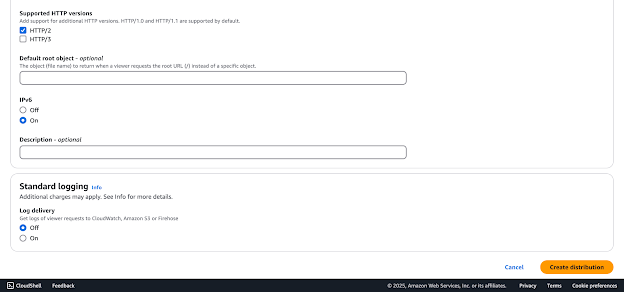 Supported HTTP versions
Add support for additional HTTP versions. HTTP/1.0 and HTTP/1.1 are supported by default.
HTTP/2
HTTP/3
Default root object - optional
The object (file name) to return when a viewer requests the root URL (/) instead of a specific object.
IPv6
Off
On
Description - optional
Standard logging Info
Additional charges may apply. See Info for more details.
Log delivery
Get logs of viewer requests to CloudWatch, Amazon S3 or Firehose
Off
On
Cancel Create distribution
CloudShell Feedback © 2025, Amazon Web Services, Inc. or its affiliates. Privacy Terms Cookie preferences